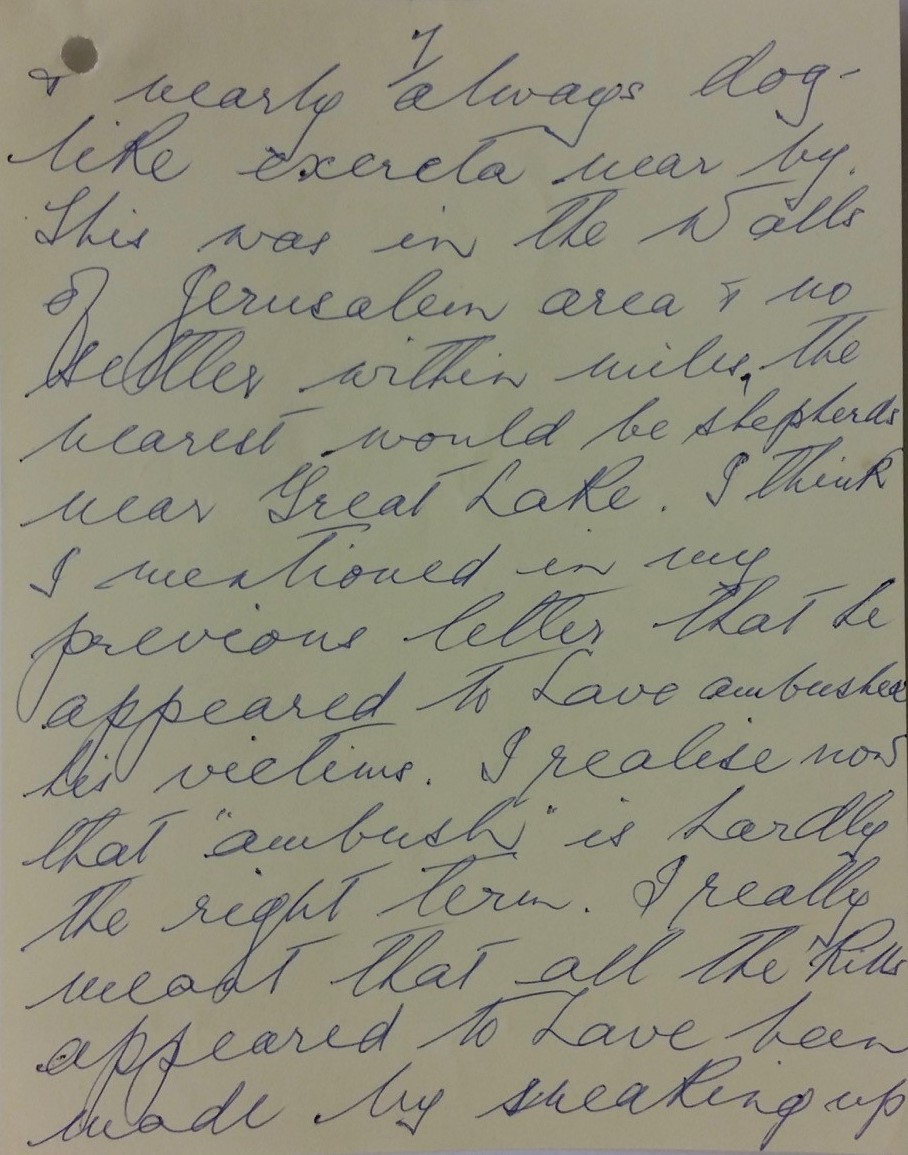 7
& nearly always dog-
like excreta near by.
This was in the Walls
of Jerusalem area & no
settler within miles, the
nearest would be shepherds
near Great Lake. I think
I mentioned in my
previous letter that he
appeared to have ambushed
his victims. I realise now
that "ambush" is hardly
the right term. I really
meant that all the kills
appeared to have been
made by sneaking up